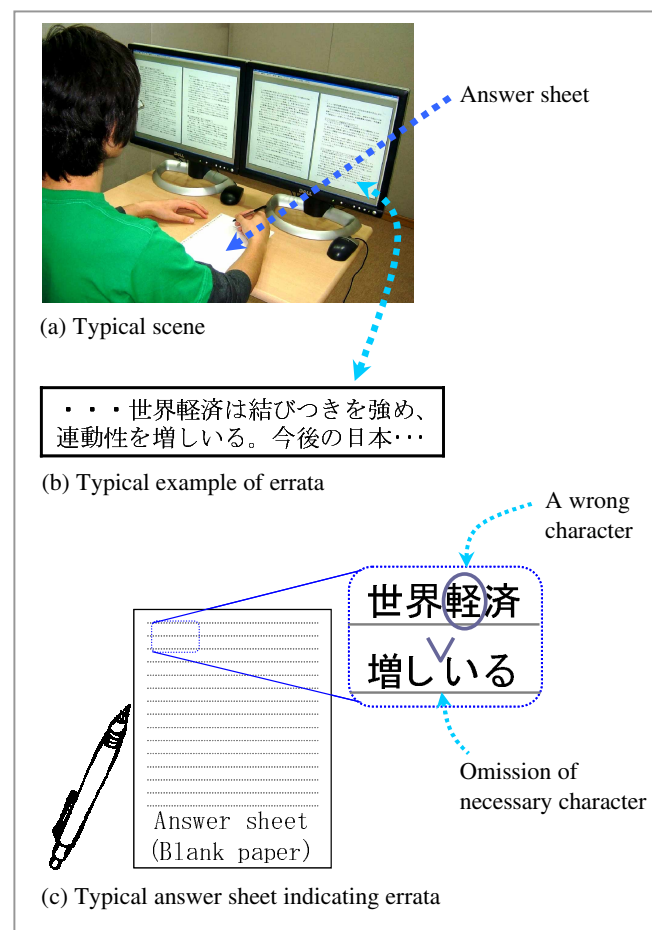 Answer sheet
(a) Typical scene
・・・世界軽済は結びつきを強め、
連動性を増しいる。今後の日本・・・
(b) Typical example of errata
A wrong
character
世界軽済
増しいる
Omission of
necessary character
Answer sheet
(Blank paper)
(c) Typical answer sheet indicating errata